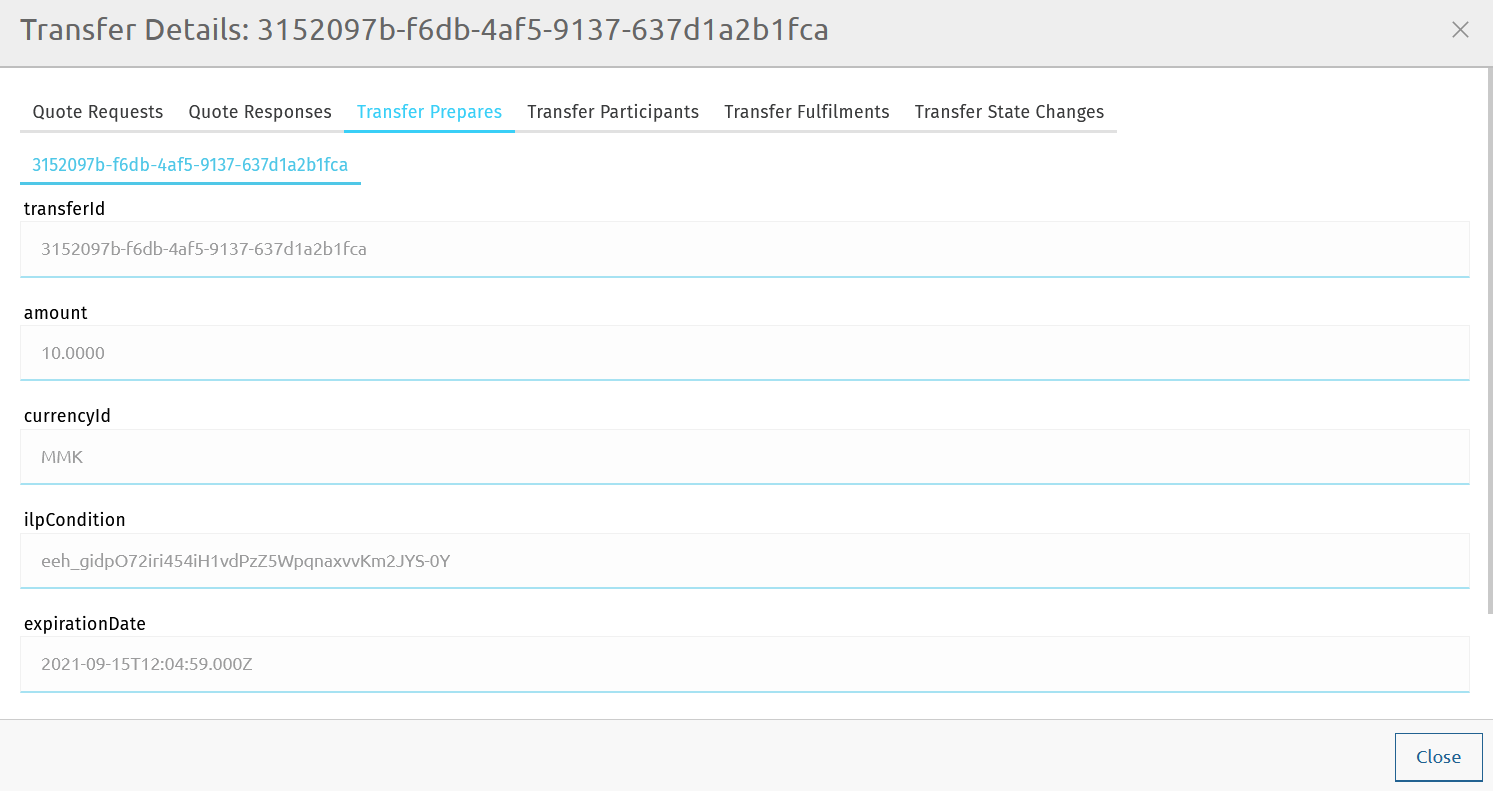 Transfer Details: 3152097b-f6db-4af5-9137-637d1a2b1fca
Quote Requests Quote Responses Transfer Prepares Transfer Participants Transfer Fulfilments Transfer State Changes
3152097b-f6db-4af5-9137-637d1a2b1fca
transferId
3152097b-f6db-4af5-9137-637d1a2b1fca
amount
10.0000
currencyId
MMK
ilpCondition
eeh_gidpO72iri454iH1vdPzZ5WpqnaxvvKm2JYS-0Y
expirationDate
2021-09-15T12:04:59.000Z
Close